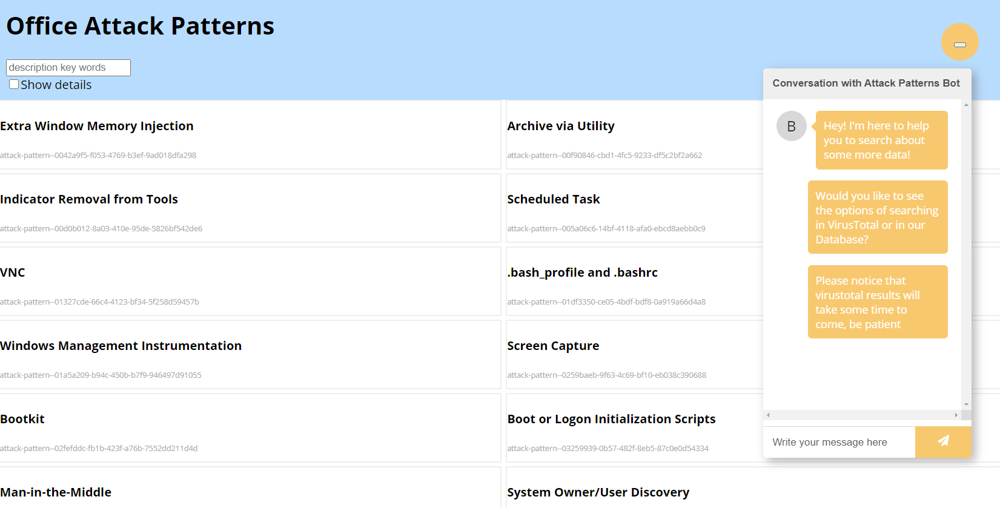 Office Attack Patterns
description key words
Show details
Extra Window Memory Injection
attack-pattern--0042a9f5-f053-4769-b3ef-9ad018dfa298
Archive via Utility
attack-pattern--00f90846-cbd1-4fc5-9233-df5c2bf2a662
Indicator Removal from Tools
attack-pattern--00d0b012-8a03-410e-95de-5826bf542de6
Scheduled Task
attack-pattern--005a06c6-14bf-4118-afa0-ebcd8aebb0c9
VNC
attack-pattern--01327cde-66c4-4123-bf34-5f258d59457b
.bash_profile and .bashrc
attack-pattern--01df3350-ce05-4bdf-bdf8-0a919a66d4a8
Windows Management Instrumentation
attack-pattern--01a5a209-b94c-450b-b7f9-946497d91055
Screen Capture
attack-pattern--0259baeb-9f63-4c69-bf10-eb038c390688
Bootkit
attack-pattern--02fefddc-fb1b-423f-a76b-7552dd211d4d
Boot or Logon Initialization Scripts
attack-pattern--03259939-0b57-482f-8eb5-87c0e0d54334
Man-in-the-Middle
System Owner/User Discovery
Conversation with Attack Patterns Bot
B
Hey! I'm here to help
you to search about
some more data!
Would you like to see
the options of searching
in VirusTotal or in our
Database?
Please notice that
virustotal results will
take some time to
come, be patient
Write your message here